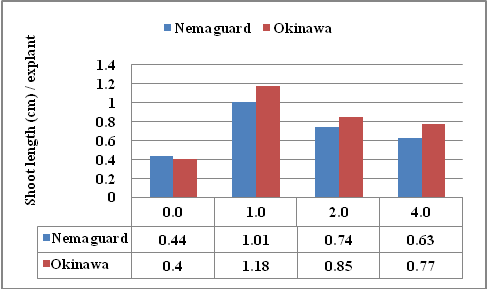 Nemaguard Okinawa
Shoot length (cm) / explant
1.4
1.2
1
0.8
0.6
0.4
0.2
0
0.0 1.0 2.0 4.0
Nemaguard 0.44 1.01 0.74 0.63
Okinawa 0.4 1.18 0.85 0.77